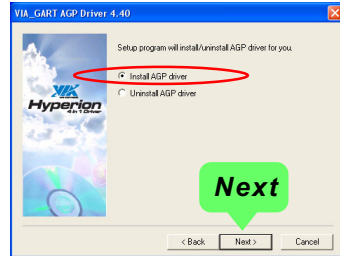 VIA_GART AGP Driver 4.40
Setup program will install/uninstall AGP driver for you.
Install AGP driver
Uninstall AGP driver
VIA
Hyperion
4 in 1 Driver
Next
< Back
Next >
Cancel